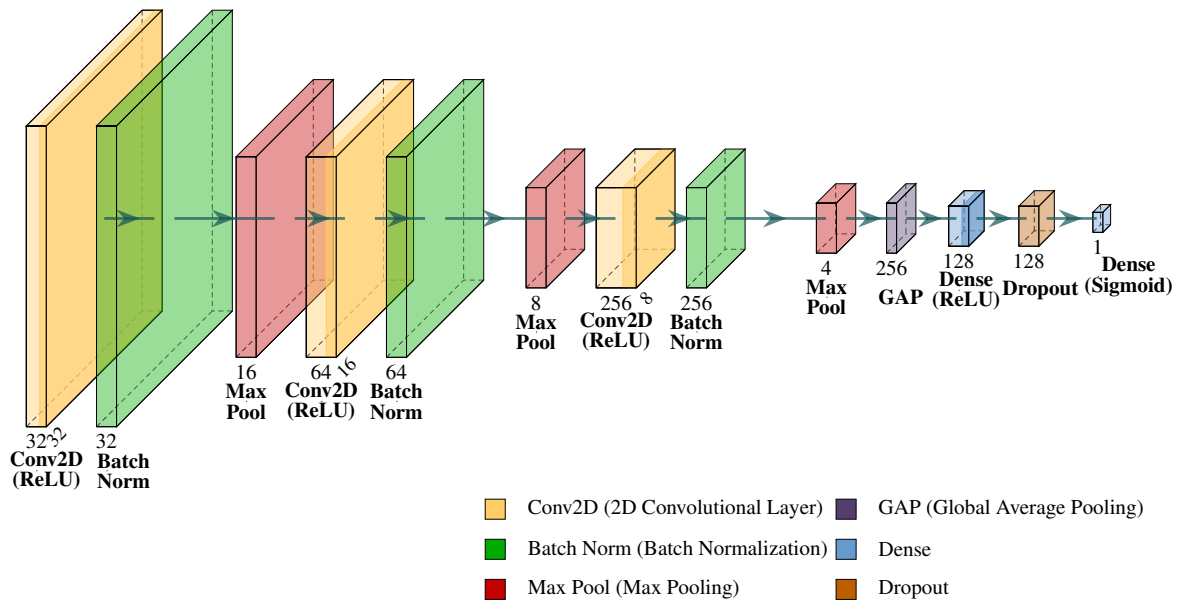 32 32
Conv2D
(ReLU)
32
Batch
Norm
16
Max
Pool
64 16
Conv2D
(ReLU)
64
Batch
Norm
8
Max
Pool
256 8
Conv2D
(ReLU)
256
Batch
Norm
4
Max
Pool
256
GAP
128
Dense
(ReLU)
128
Dropout
1
Dense
(Sigmoid)
Conv2D (2D Convolutional Layer)
Batch Norm (Batch Normalization)
Max Pool (Max Pooling)
GAP (Global Average Pooling)
Dense
Dropout